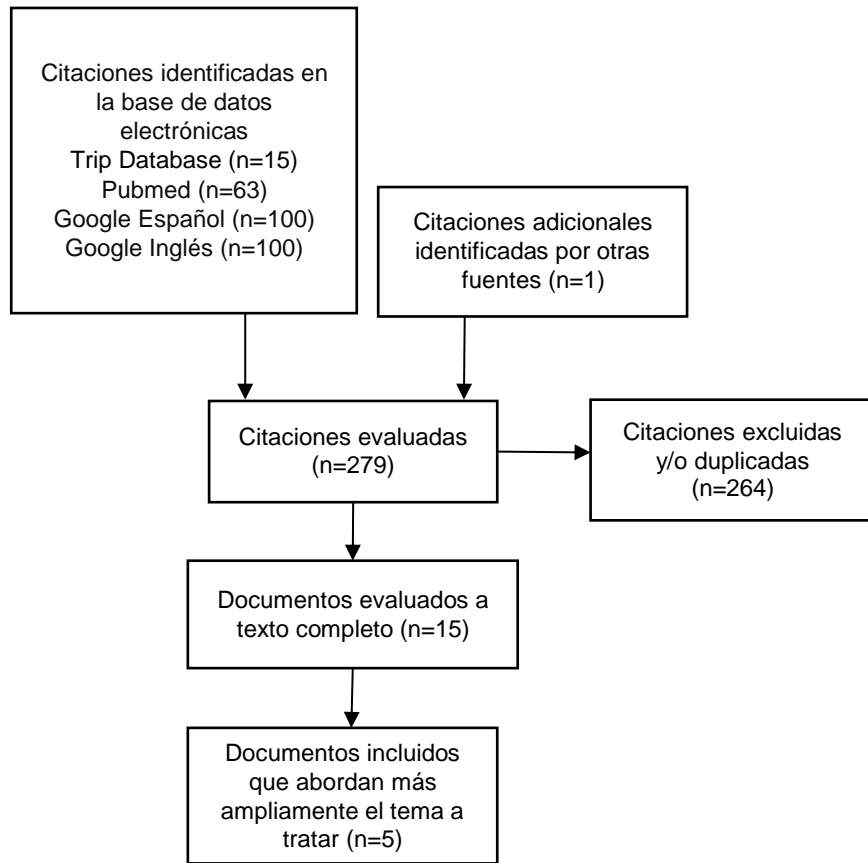 Citaciones identificadas en
la base de datos
electrónicas
Trip Database (n=15)
Pubmed (n=63)
Google Español (n=100)
Google Inglés (n=100)
Citaciones adicionales
identificadas por otras
fuentes (n=1)
Citaciones evaluadas
(n=279)
Citaciones excluidas
y/o duplicadas
(n=264)
Documentos evaluados a
texto completo (n=15)
Documentos incluidos
que abordan más
ampliamente el tema a
tratar (n=5)